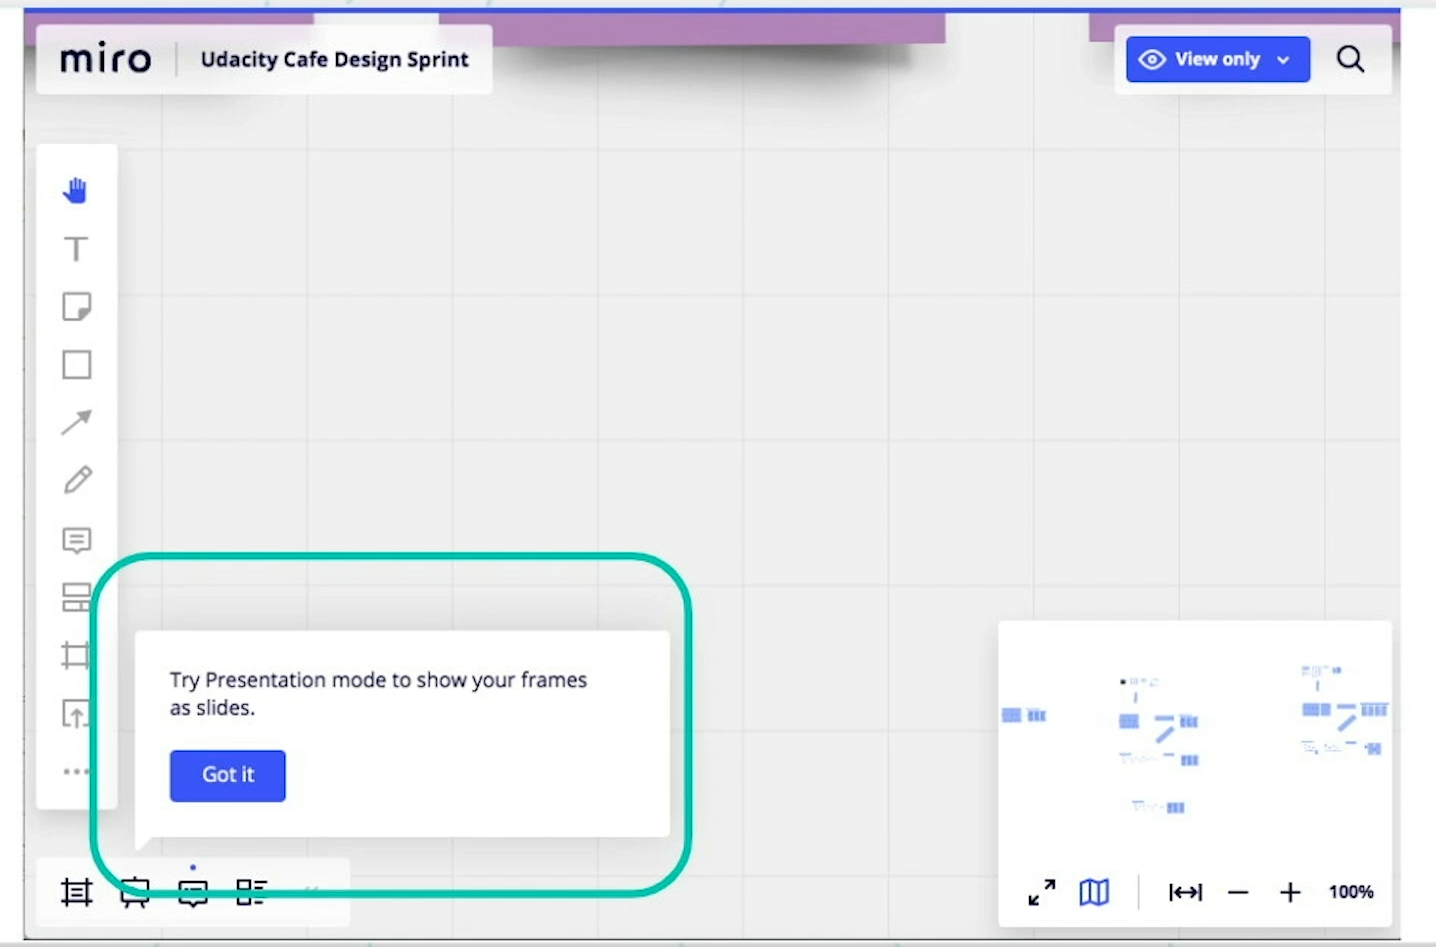 miro
Udacity Cafe Design Sprint
View only
T
Try Presentation mode to show your frames
as slides.
Got it
100%